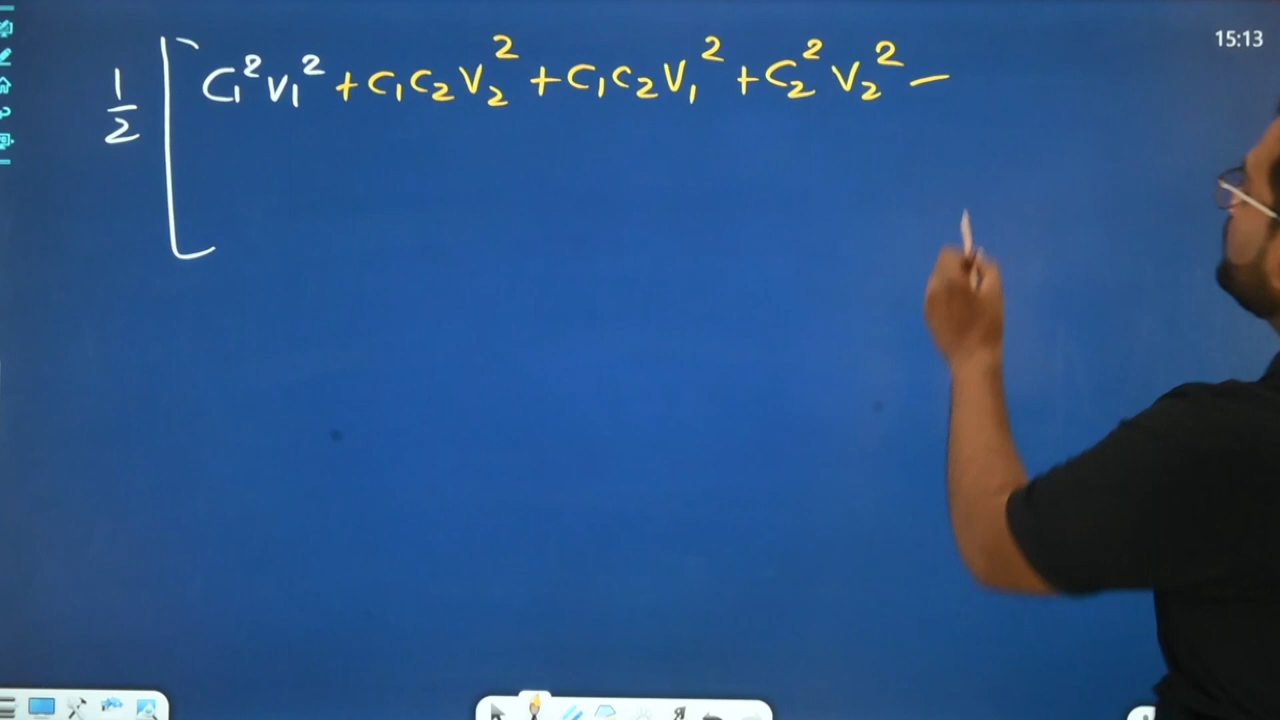 15:13
1/2 [ C₁²V₁² + C₁C₂V₂² + C₁C₂V₁² + C₂²V₂² −